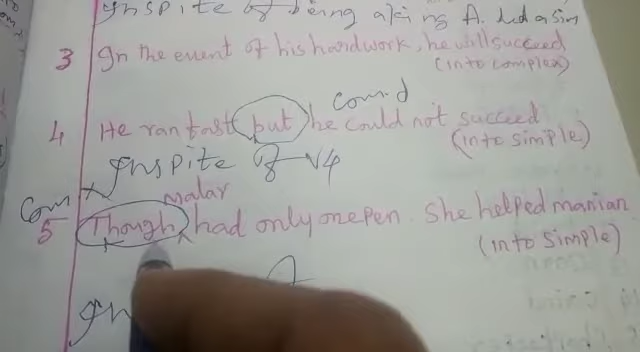 Inspite of being a king A. led a sim
3 In the event of his hardwork, he will succeed
(into complex)
com.d
4 He ran fast but he could not succeed
(into simple)
Inspite of V4
Com x
malar
5 Though had only one pen. She helped manian
(into simple)
In